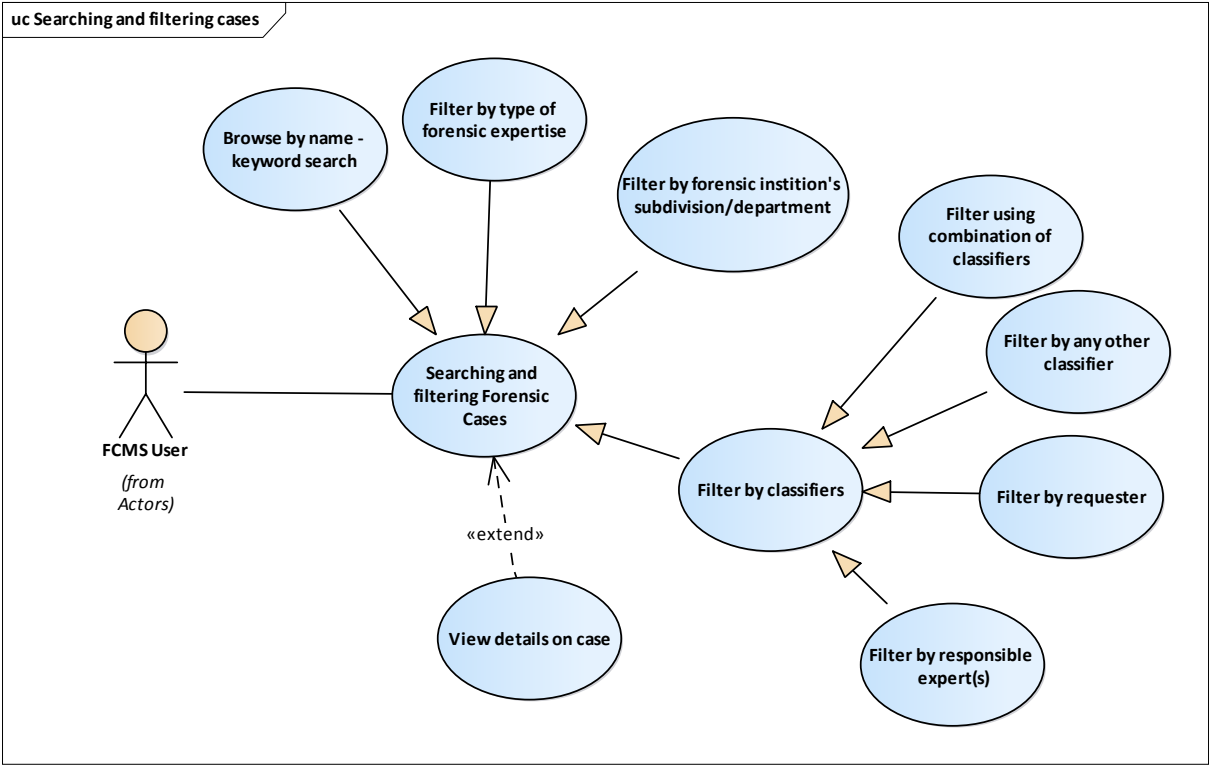 uc Searching and filtering cases
Browse by name -
keyword search
Filter by type of
forensic expertise
Filter by forensic instition's
subdivision/department
Filter using
combination of
classifiers
Filter by any other
classifier
Searching and
filtering Forensic
Cases
FCMS User
(from
Actors)
Filter by classifiers
Filter by requester
«extend»
View details on case
Filter by responsible
expert(s)